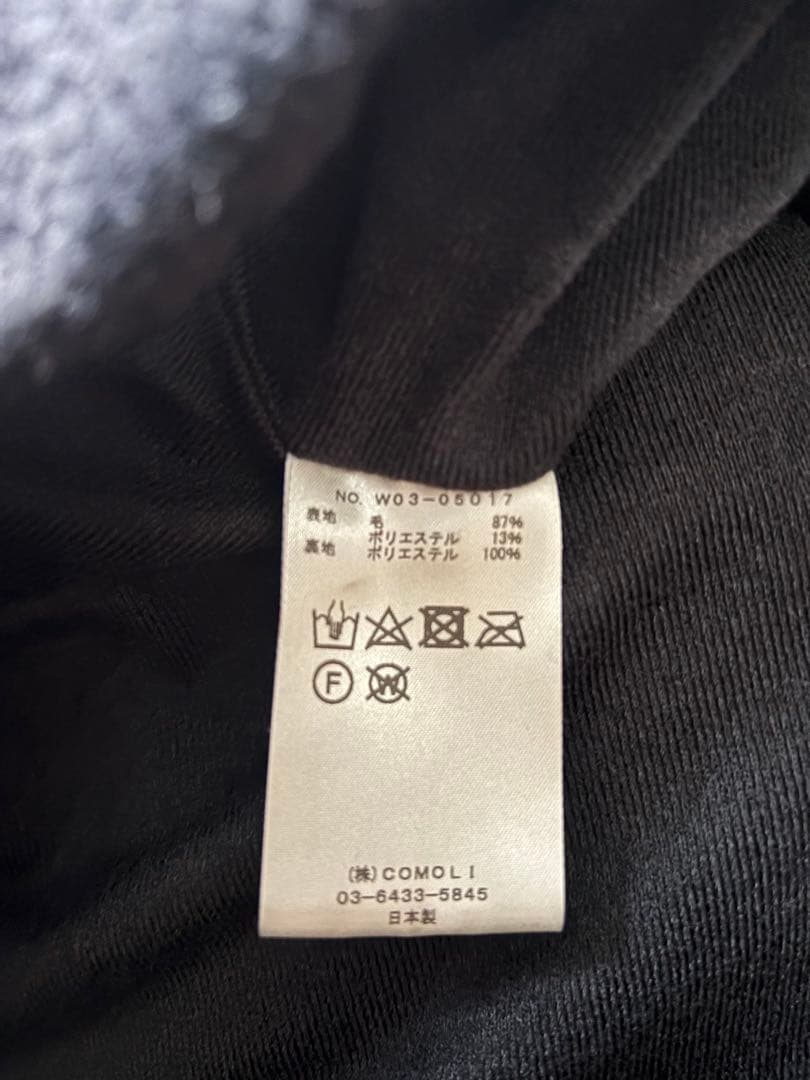 NO. W03-05017
表地 毛 87%
ポリエステル 13%
裏地 ポリエステル 100%
F W
(株)COMOLI
03-6433-5845
日本製